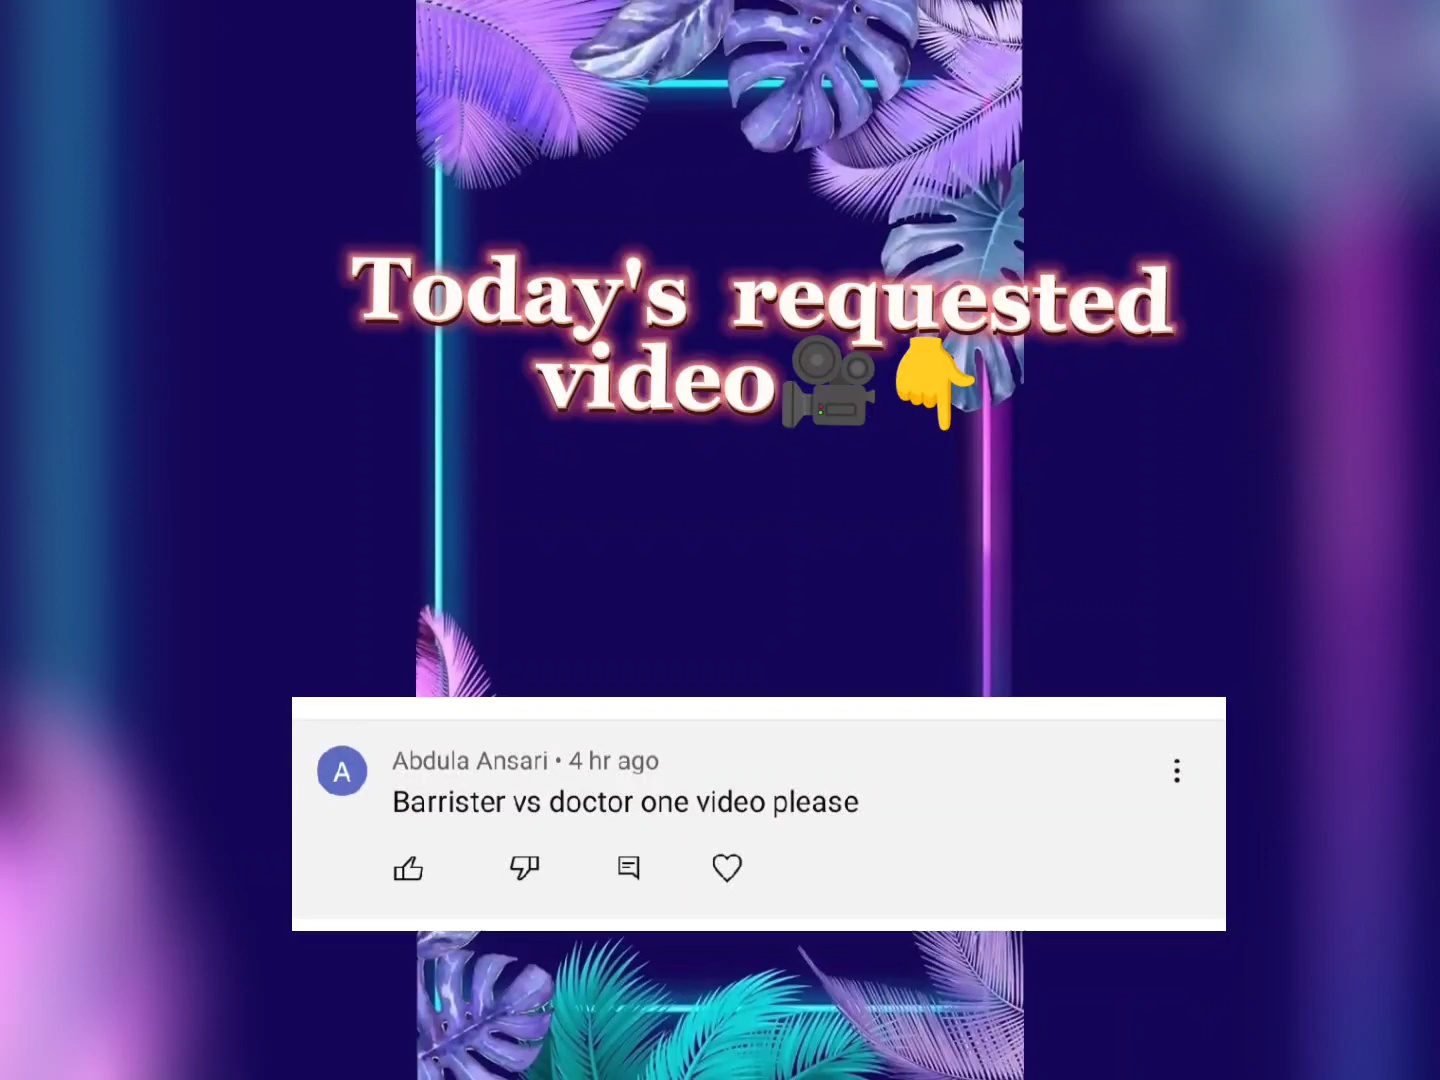 Today's requested
video🎥👇
A
Abdula Ansari • 4 hr ago
Barrister vs doctor one video please